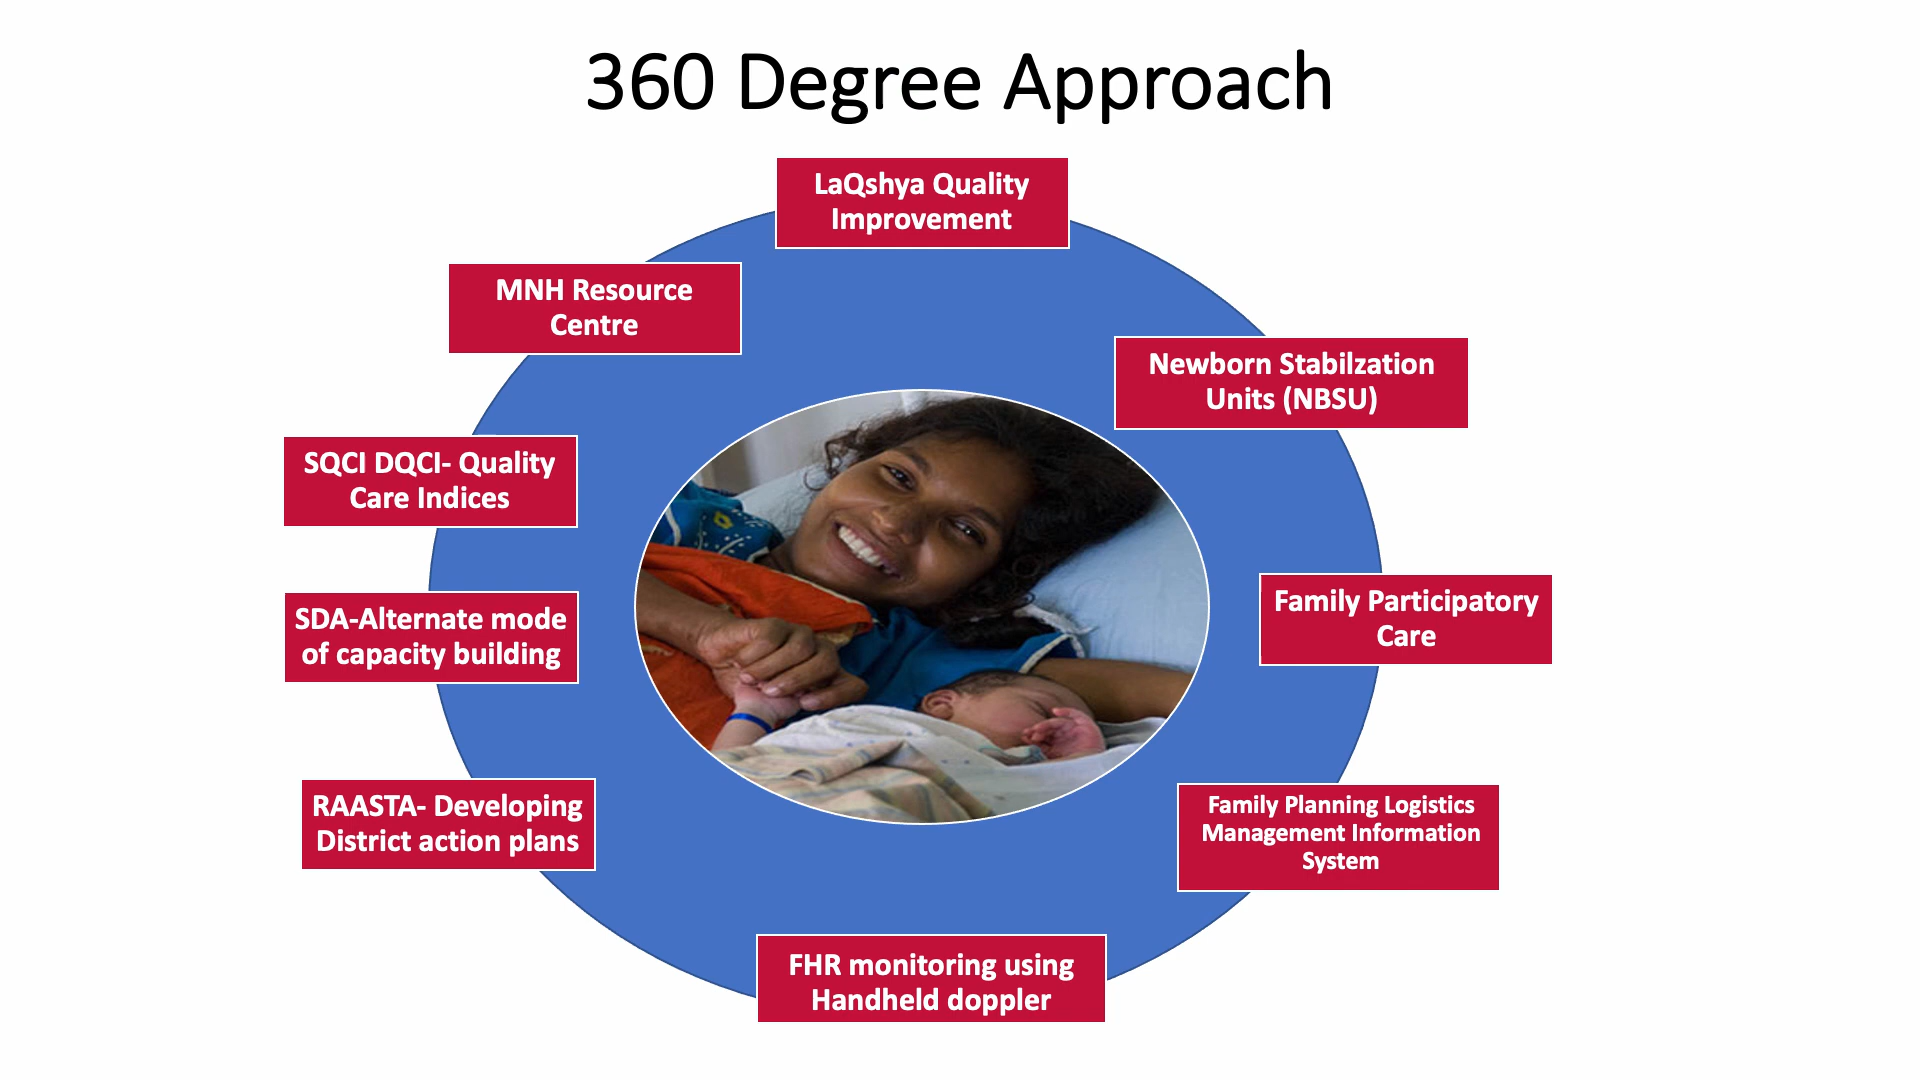 360 Degree Approach
LaQshya Quality
Improvement
MNH Resource
Centre
Newborn Stabilzation
Units (NBSU)
SQCI DQCI- Quality
Care Indices
SDA-Alternate mode
of capacity building
Family Participatory
Care
RAASTA- Developing
District action plans
Family Planning Logistics
Management Information
System
FHR monitoring using
Handheld doppler